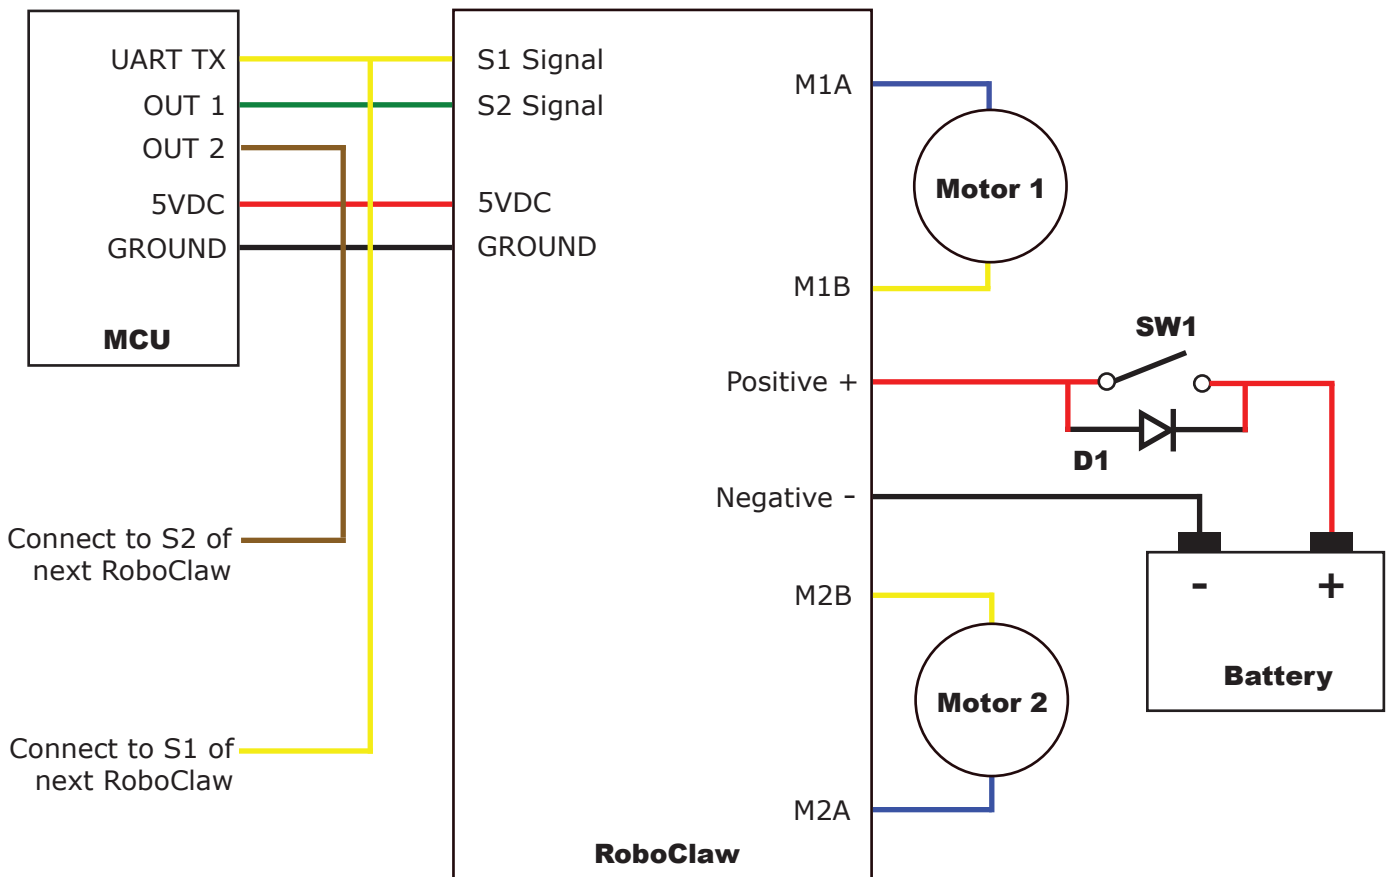 UART TX
OUT 1
OUT 2
5VDC
GROUND
MCU
Connect to S2 of
next RoboClaw
Connect to S1 of
next RoboClaw
S1 Signal
S2 Signal
5VDC
GROUND
M1A
M1B
Positive +
Negative -
M2B
M2A
RoboClaw
Motor 1
SW1
D1
- +
Battery
Motor 2